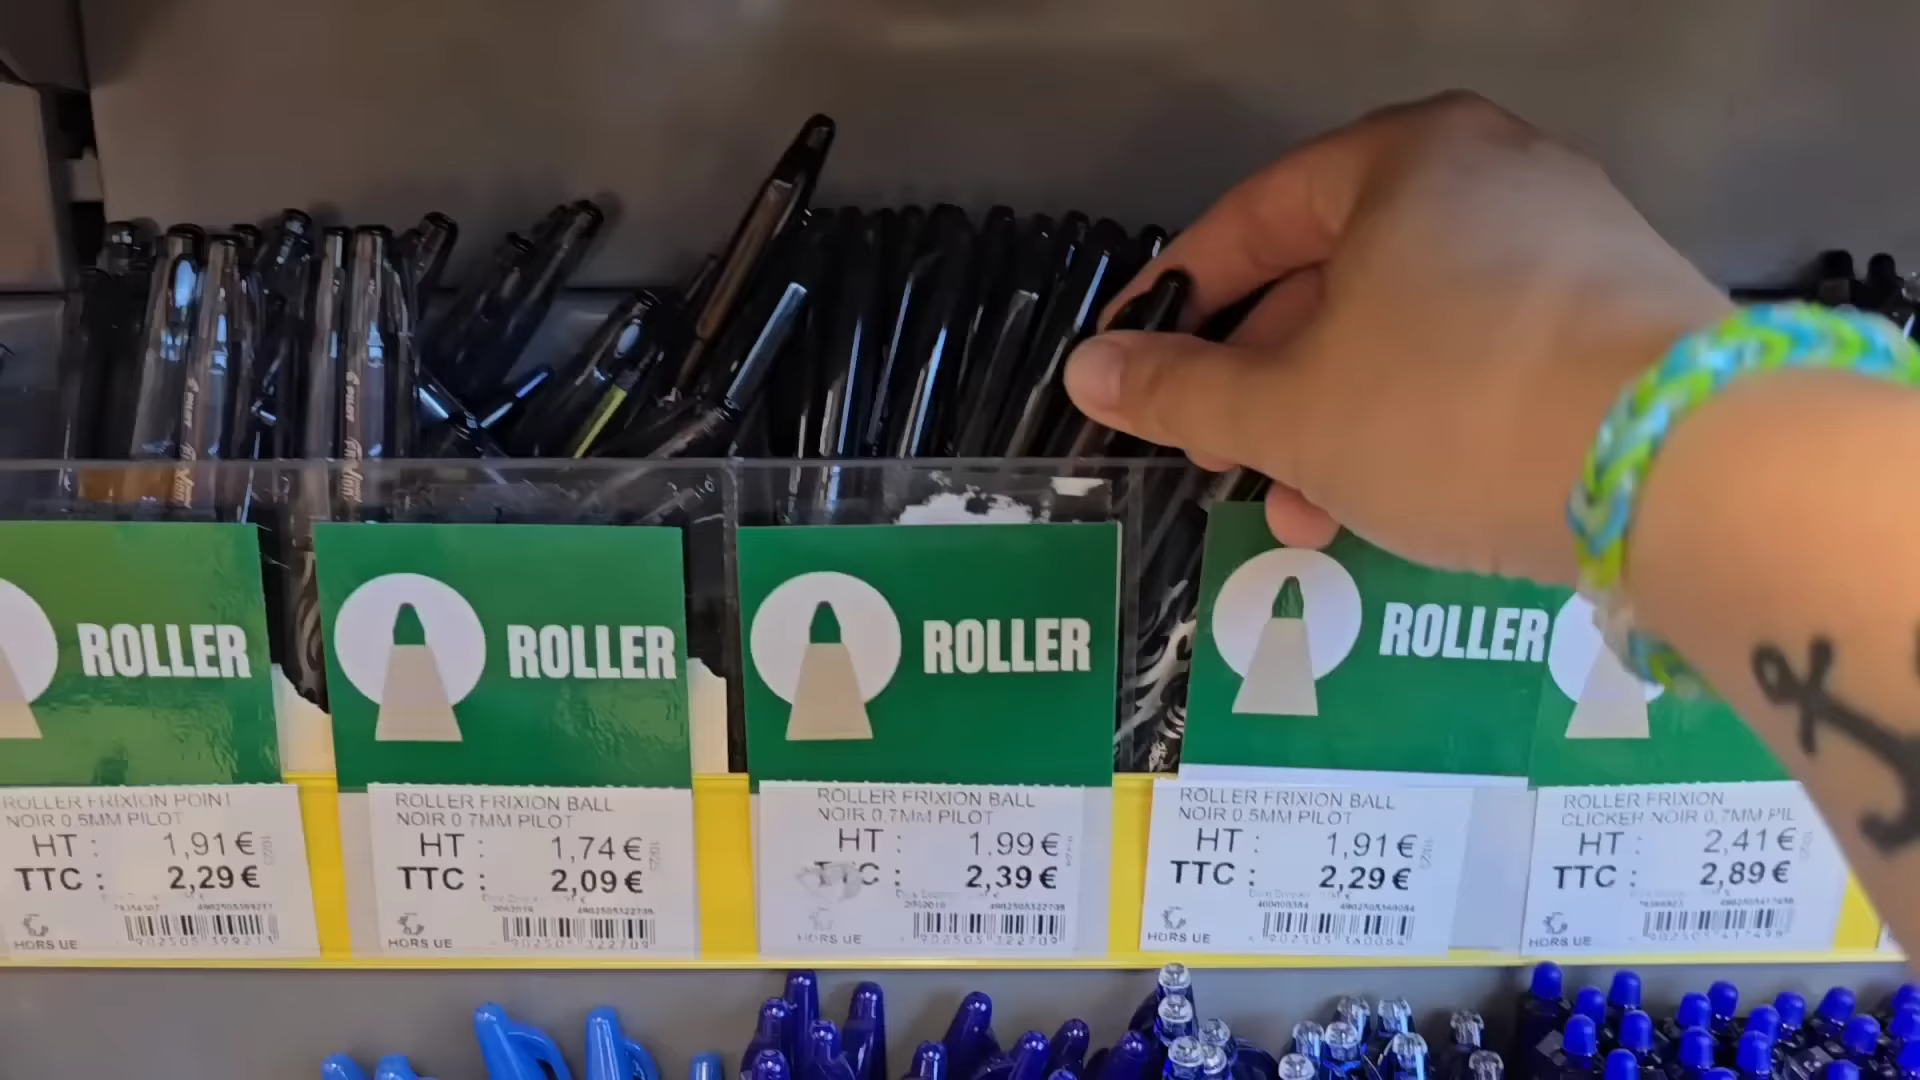 PILOT
PILOT
ROLLER
ROLLER FRIXION POINT
NOIR 0.5MM PILOT
HT : 1,91 €
TTC : 2,29 €
HORS UE
ROLLER
ROLLER FRIXION BALL
NOIR 0.7MM PILOT
HT : 1,74 €
TTC : 2,09 €
HORS UE
ROLLER
ROLLER FRIXION BALL
NOIR 0.7MM PILOT
HT : 1.99 €
TTC : 2,39 €
HORS UE
ROLLER
ROLLER FRIXION BALL
NOIR 0.5MM PILOT
HT : 1,91 €
TTC : 2,29 €
HORS UE
ROLLER FRIXION
CLICKER NOIR 0.7MM PIL
HT : 2,41 €
TTC : 2,89 €
HORS UE